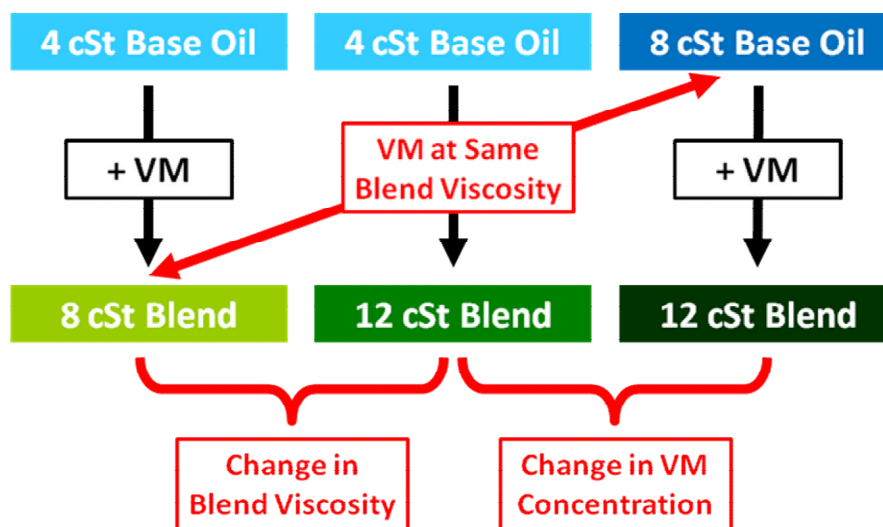 4 cSt Base Oil
4 cSt Base Oil
8 cSt Base Oil
+ VM
VM at Same
Blend Viscosity
+ VM
8 cSt Blend
12 cSt Blend
12 cSt Blend
Change in
Blend Viscosity
Change in VM
Concentration